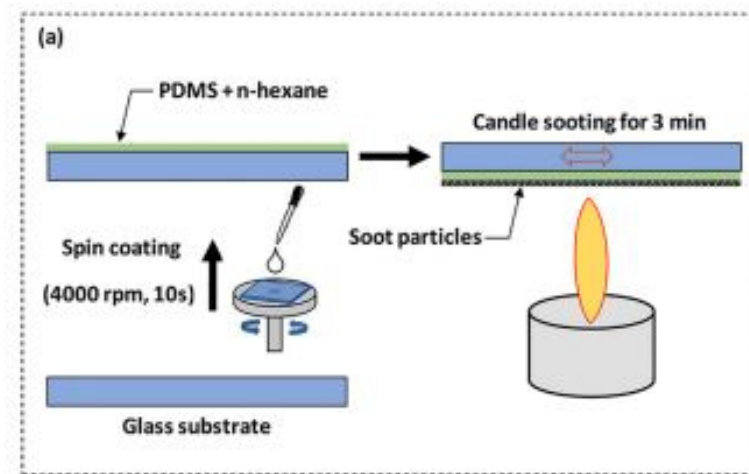 (a)
PDMS + n-hexane
Candle sooting for 3 min
Soot particles
Spin coating
(4000 rpm, 10s)
Glass substrate